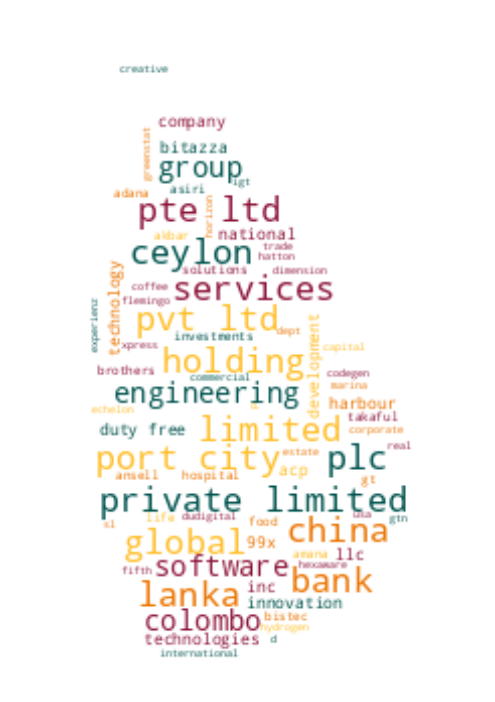 creative
company
greenstat
bitazza
group
igt
asiri
adana
horizon
pte ltd
akbar
national
ceylon
trade
hatton
solutions
dimension
technology
coffee
services
flemingo
experienz
pvt ltd
dept
investments
development
xpress
capital
holding
brothers
commercial
codegen
marina
engineering
echelon
harbour
takaful
duty free
limited
corporate
real
port city
estate
plc
acp
ansell
hospital
gt
private limited
usa
gtn
sl
life
dudigital
food
china
global
99x
amana
llc
hexaware
fifth
software
bank
inc
lanka
innovation
colombo
bistec
hydrogen
technologies
d
international